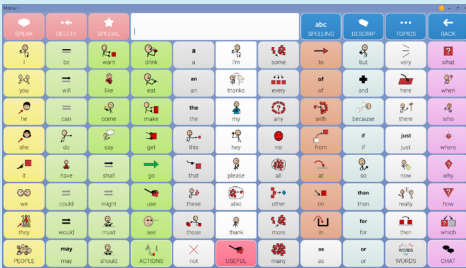 SPEAK DELETE SPECIAL abc SPELLING DESCRIP TOPICS BACK
I be want drink a I'm some to but very what
you will like eat an thanks every of and here when
he can come make the my any with because there who
she do say get this hey no from if just where
it have shall go that please all at so now why
we could might use these also other on than really how
they would must see those thank more in for then which
PEOPLE may should ACTIONS not USEFUL many as or WORDS CHAT